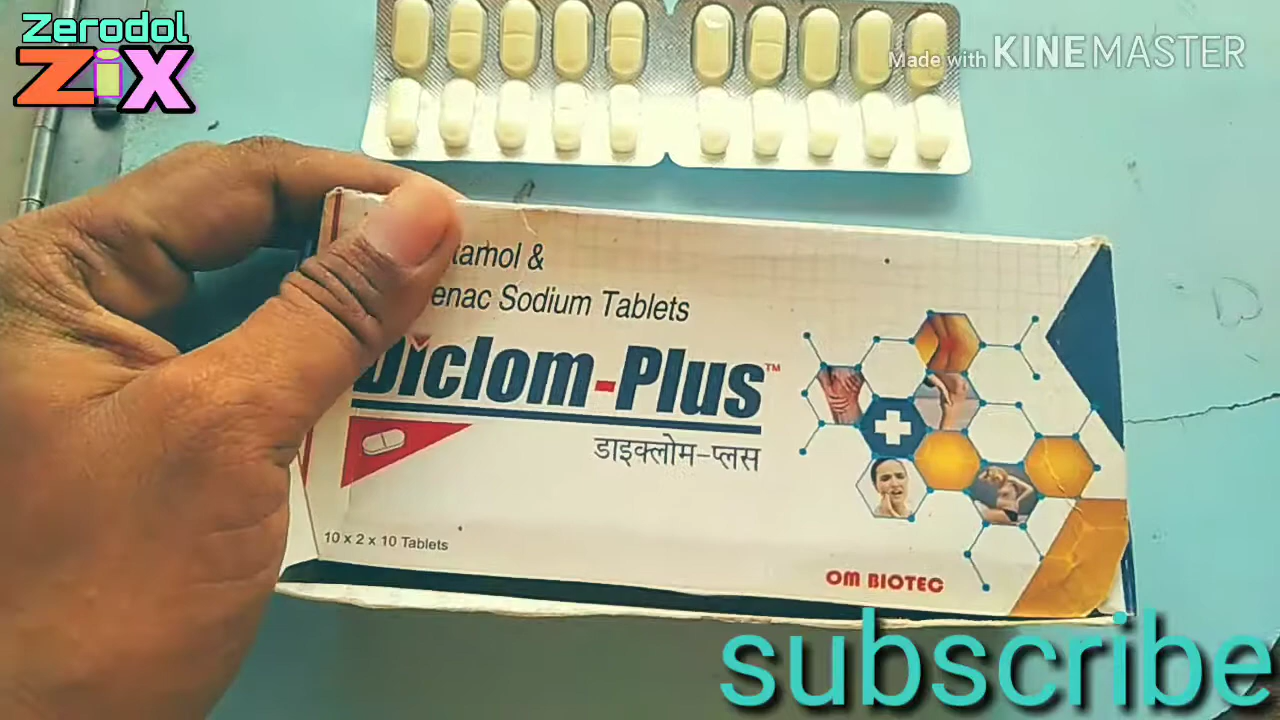 Zerodol
ZiX
Made with KINEMASTER
tamol &
enac Sodium Tablets
Diclom-Plus™
डाइक्लोम-प्लस
10 x 2 x 10 Tablets
OM BIOTEC
subscribe